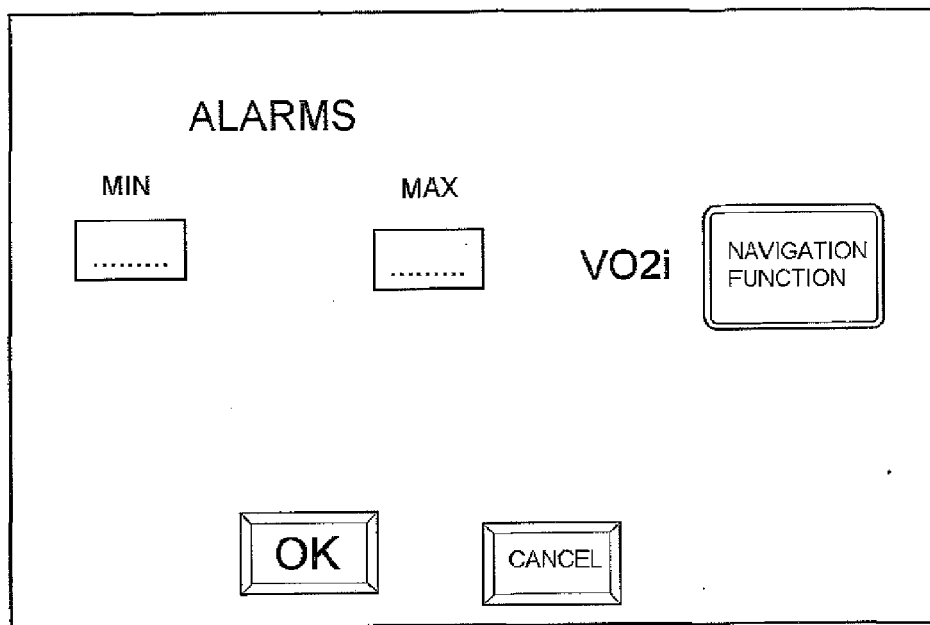 ALARMS
MIN
MAX
.........
.........
VO2i
NAVIGATION
FUNCTION
OK
CANCEL